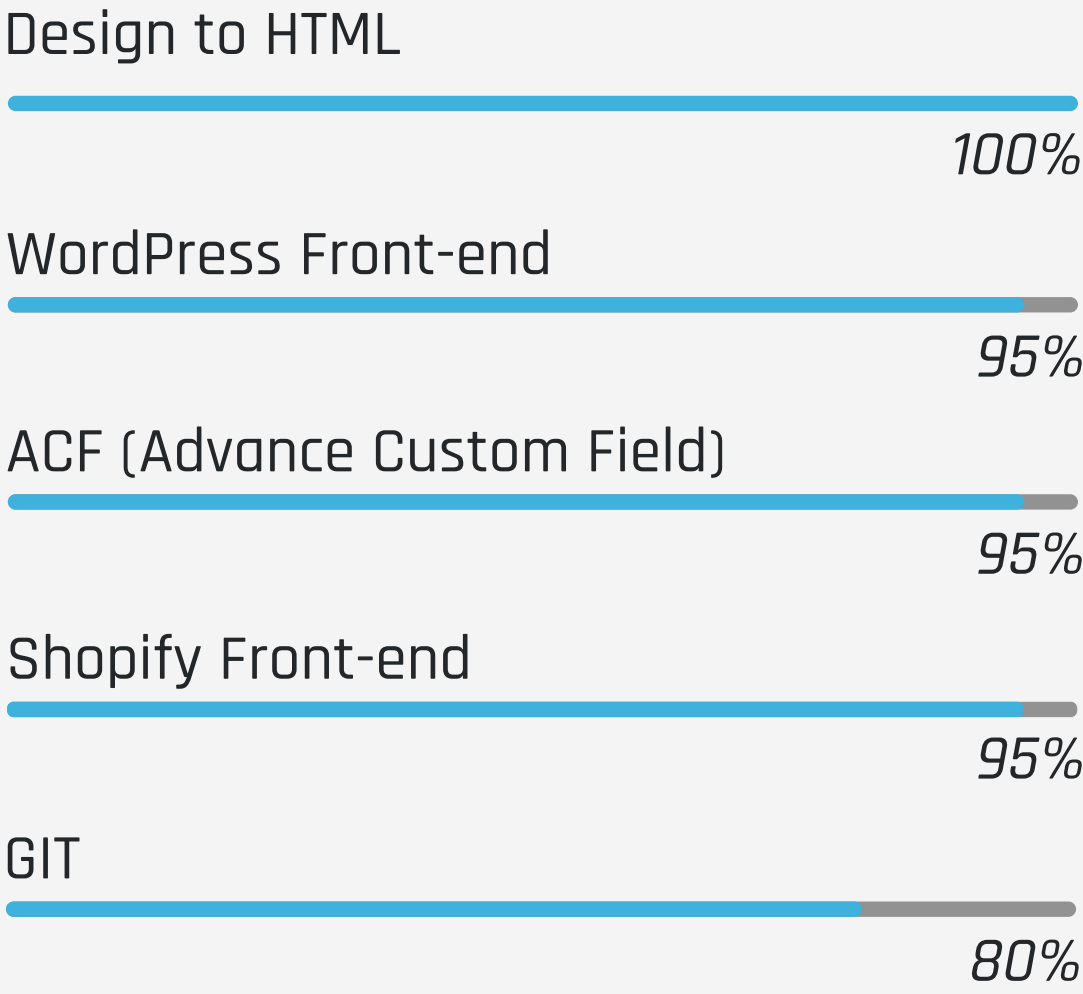 Design to HTML
100%
WordPress Front-end
95%
ACF (Advance Custom Field)
95%
Shopify Front-end
95%
GIT
80%